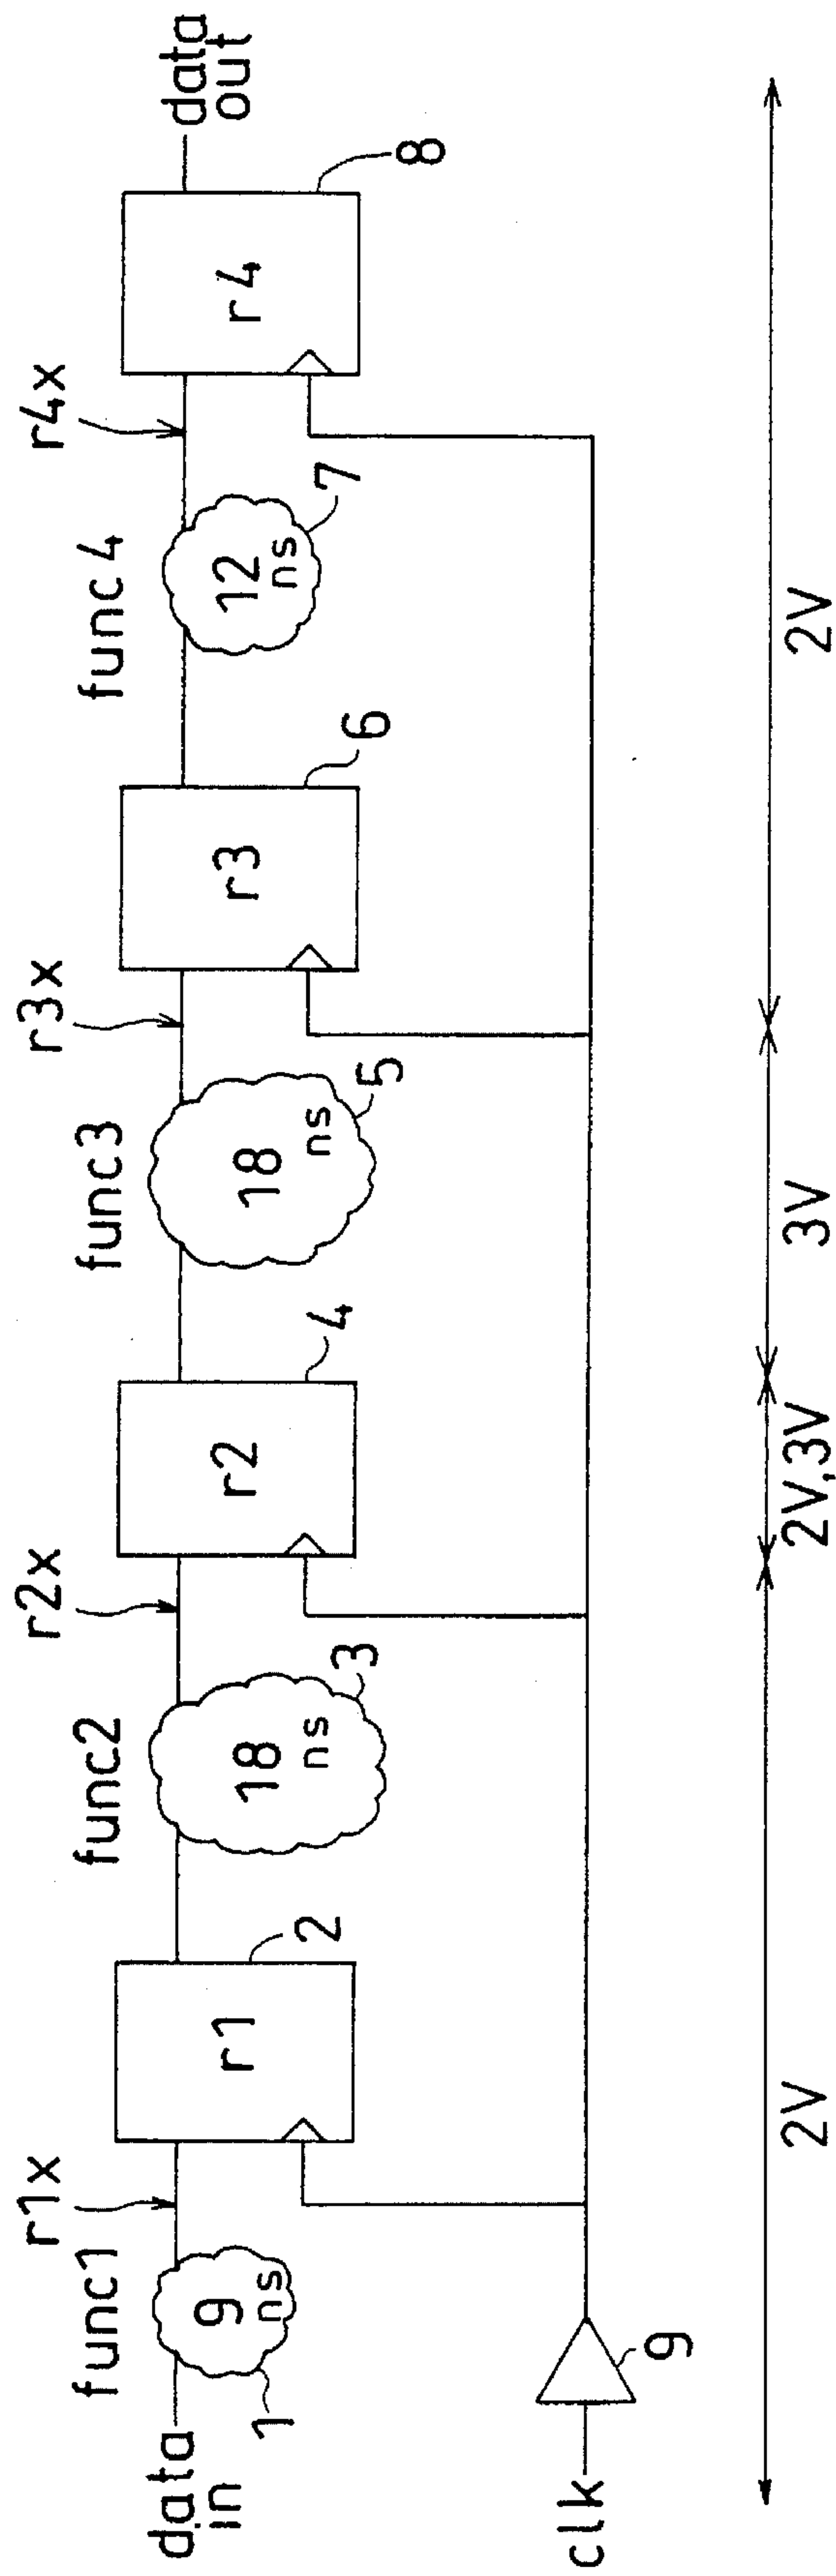 data
in
func1
9
ns
1
r1x
r1
2
func2
18
ns
3
r2x
r2
4
func3
18
ns
5
r3x
r3
6
func4
12
ns
7
r4x
r4
8
data
out
clk
9
2V
2V,3V
3V
2V